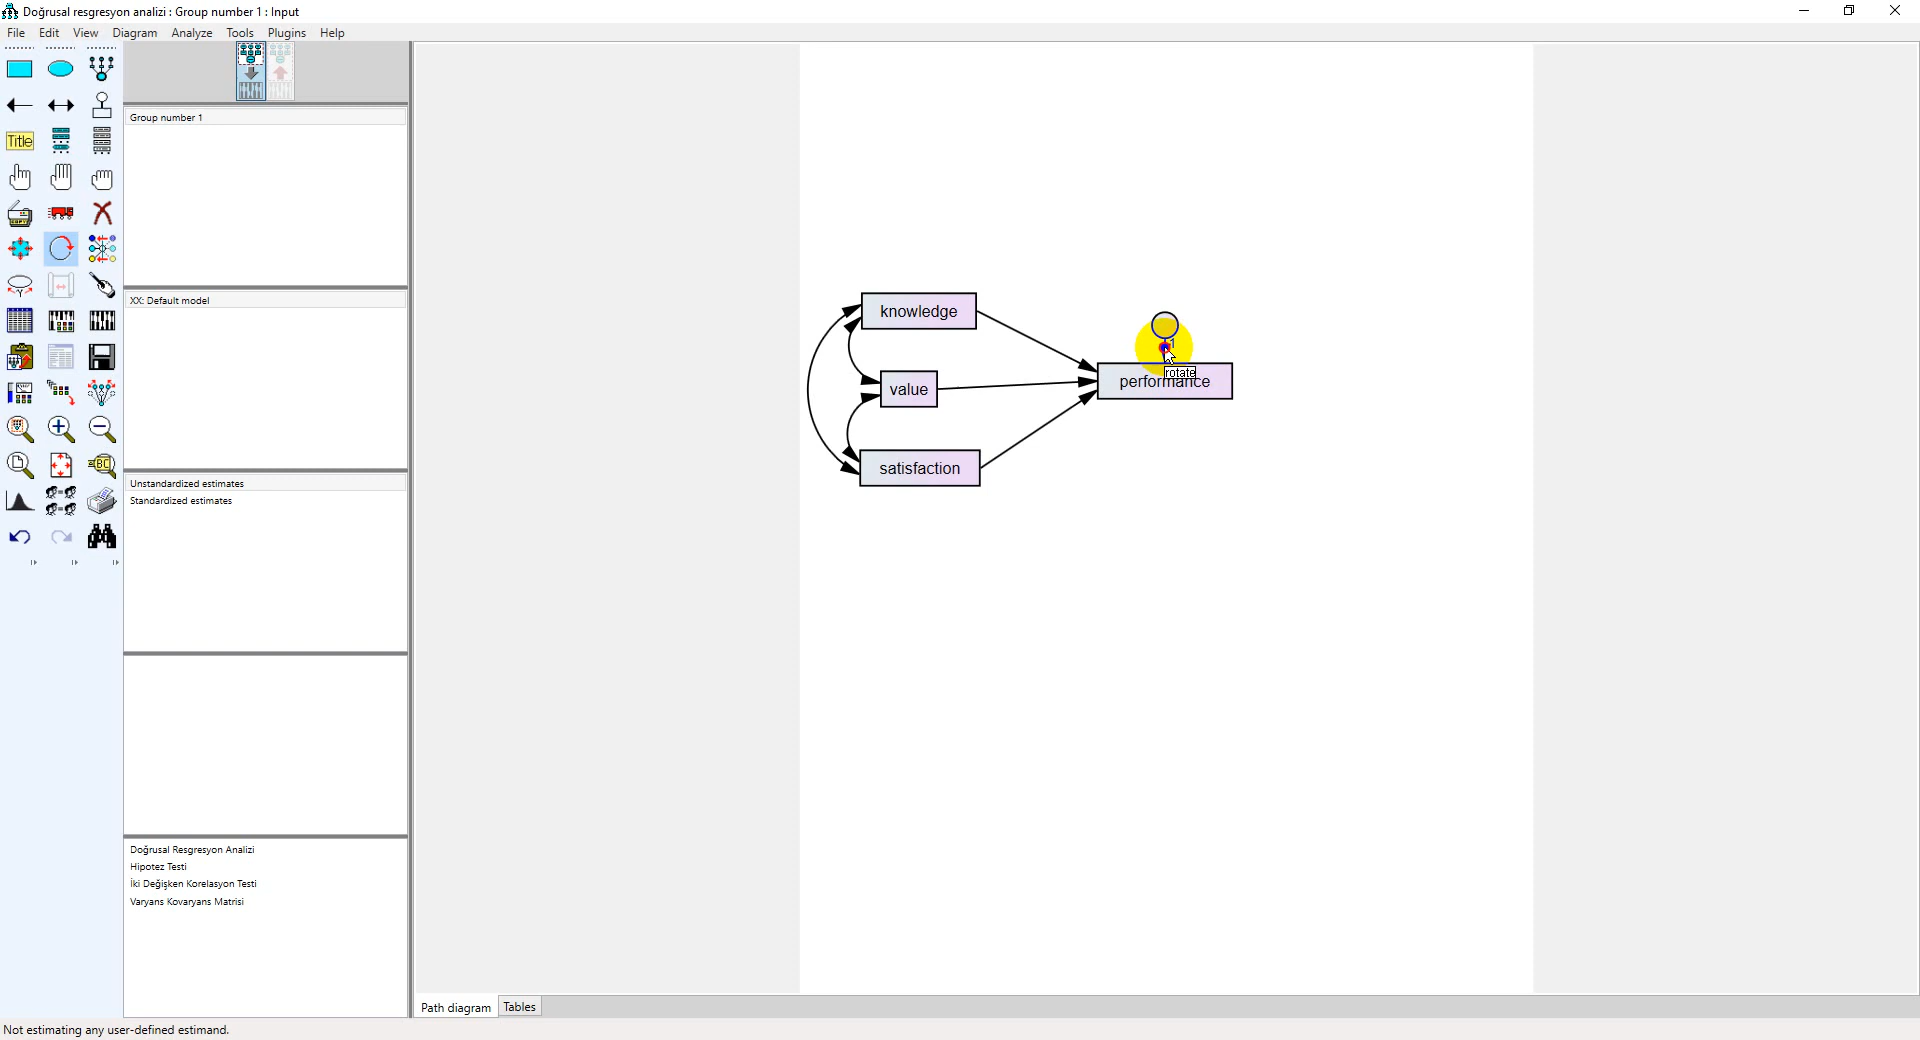 Doğrusal resgresyon analizi : Group number 1 : Input
File Edit View Diagram Analyze Tools Plugins Help
Title
Group number 1
XX: Default model
Unstandardized estimates
Standardized estimates
Doğrusal Resgresyon Analizi
Hipotez Testi
İki Değişken Korelasyon Testi
Varyans Kovaryans Matrisi
knowledge
value
satisfaction
1
rotate
performance
Path diagram Tables
Not estimating any user-defined estimand.